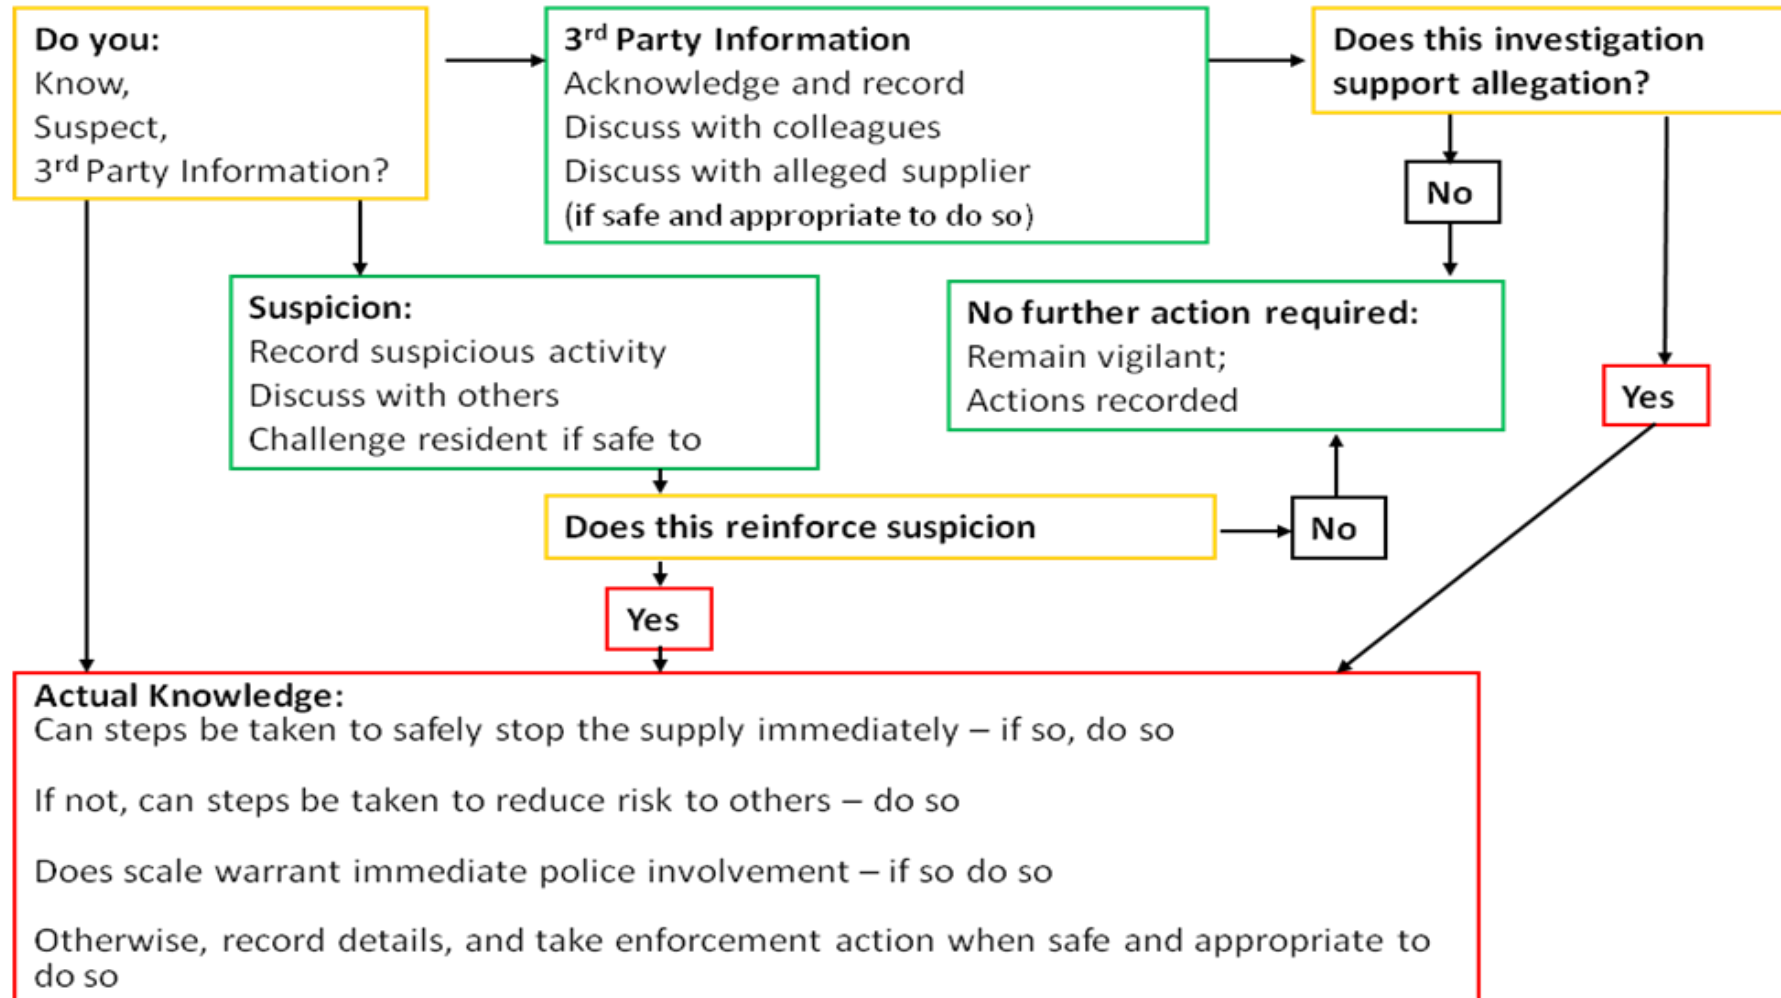 Do you:
Know,
Suspect,
3rd Party Information?
3rd Party Information
Acknowledge and record
Discuss with colleagues
Discuss with alleged supplier
(if safe and appropriate to do so)
Does this investigation
support allegation?
No
Suspicion:
Record suspicious activity
Discuss with others
Challenge resident if safe to
No further action required:
Remain vigilant;
Actions recorded
Yes
Does this reinforce suspicion
No
Yes
Actual Knowledge:
Can steps be taken to safely stop the supply immediately – if so, do so
If not, can steps be taken to reduce risk to others – do so
Does scale warrant immediate police involvement – if so do so
Otherwise, record details, and take enforcement action when safe and appropriate to
do so